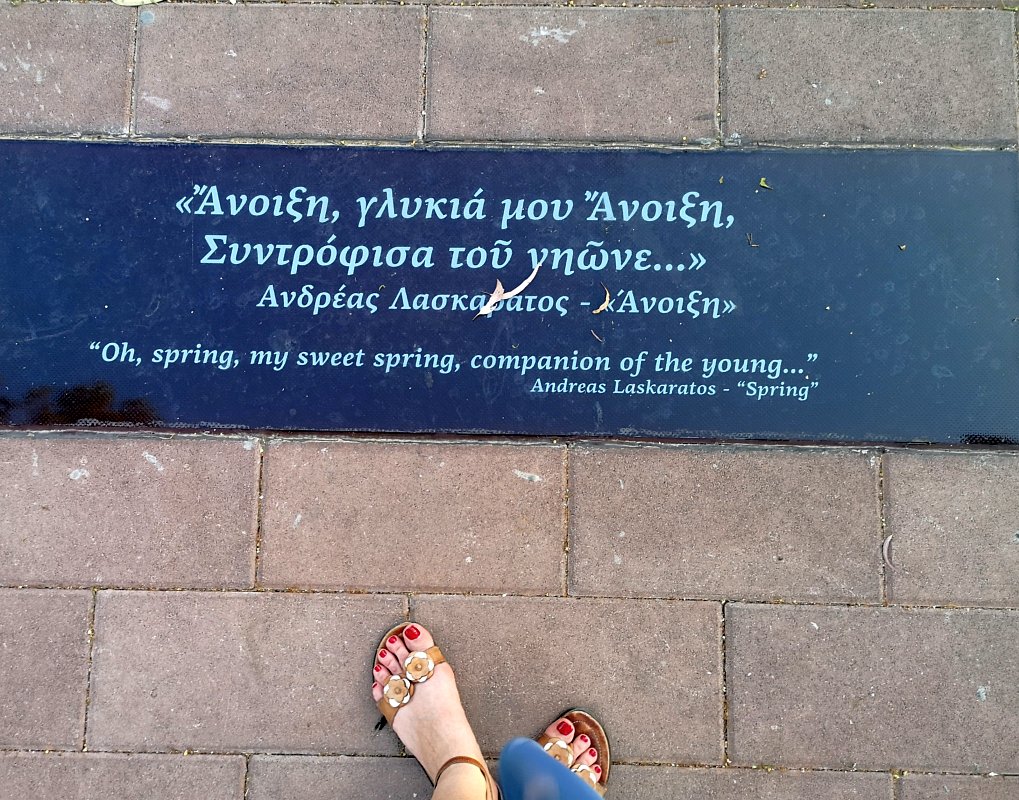 «Ἄνοιξη, γλυκιά μου Ἄνοιξη,
Συντρόφισα τοῦ νηῶνε...»
Ανδρέας Λασκαράτος - «Άνοιξη»
“Oh, spring, my sweet spring, companion of the young...”
Andreas Laskaratos - “Spring”